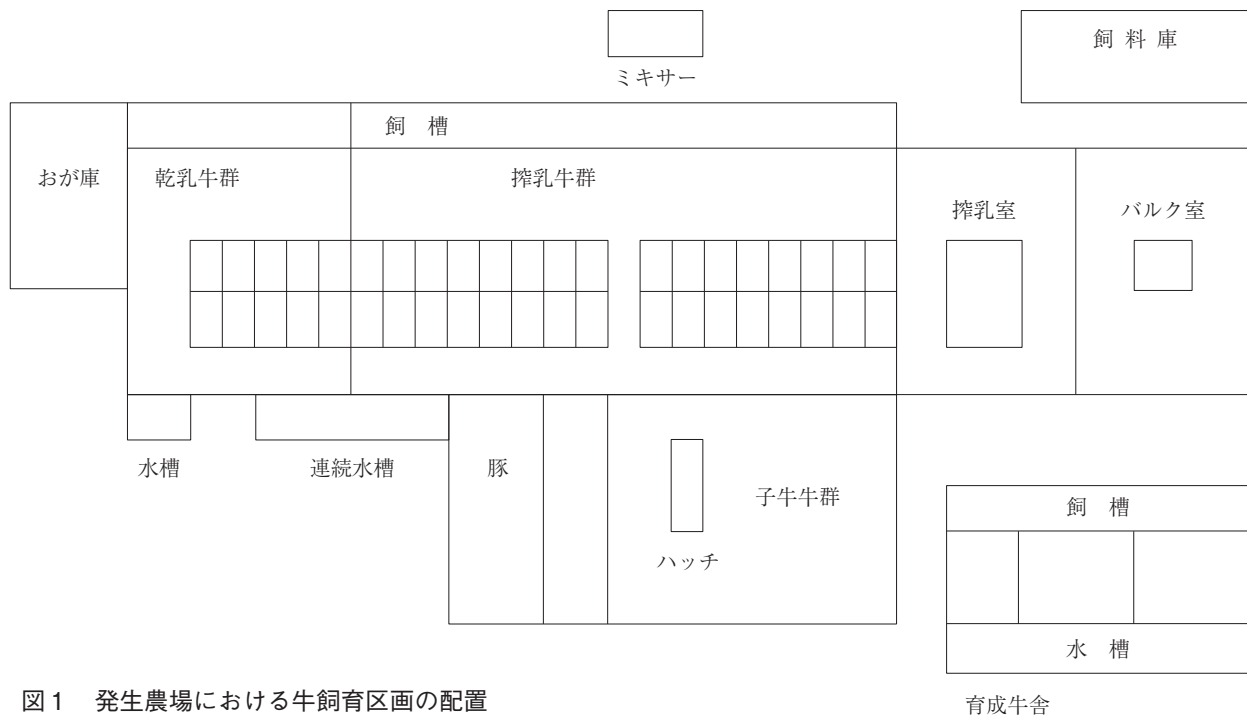 飼 料 庫
ミキサー
飼　槽
おが庫
乾乳牛群
搾乳牛群
搾乳室
バルク室
水槽
連続水槽
豚
子牛牛群
ハッチ
飼　槽
水　槽
育成牛舎
図1　発生農場における牛飼育区画の配置